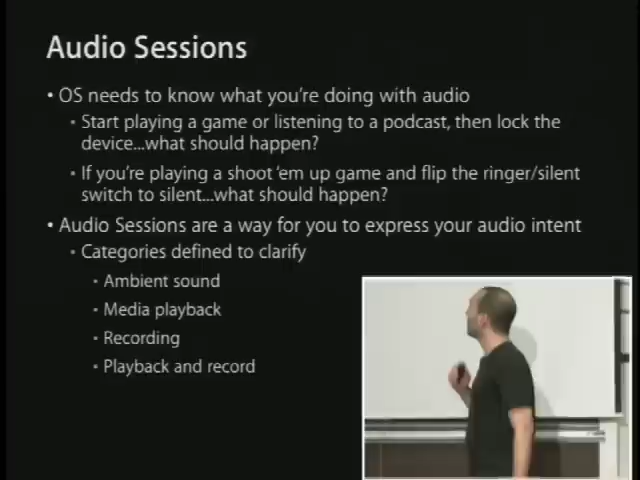 Audio Sessions
• OS needs to know what you're doing with audio
• Start playing a game or listening to a podcast, then lock the
device...what should happen?
• If you're playing a shoot 'em up game and flip the ringer/silent
switch to silent...what should happen?
• Audio Sessions are a way for you to express your audio intent
• Categories defined to clarify
• Ambient sound
• Media playback
• Recording
• Playback and record